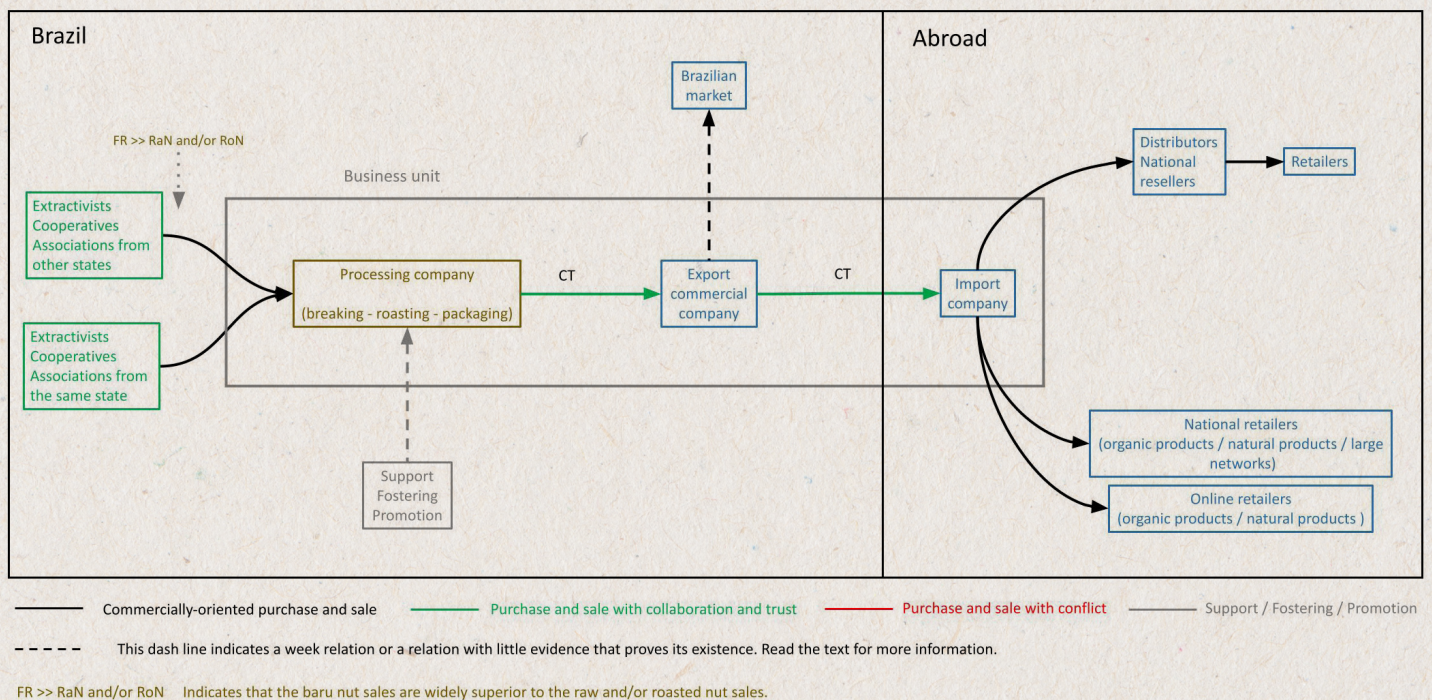 Brazil
Abroad
Brazilian
market
FR >> RaN and/or RoN
Business unit
Extractivists
Cooperatives
Associations from
other states
Distributors
National
resellers
Retailers
Processing company
(breaking - roasting - packaging)
CT
Export
commercial
company
CT
Import
company
Extractivists
Cooperatives
Associations from
the same state
Support
Fostering
Promotion
National retailers
(organic products / natural products / large
networks)
Online retailers
(organic products / natural products )
Commercially-oriented purchase and sale
Purchase and sale with collaboration and trust
Purchase and sale with conflict
Support / Fostering / Promotion
This dash line indicates a week relation or a relation with little evidence that proves its existence. Read the text for more information.
FR >> RaN and/or RoN Indicates that the baru nut sales are widely superior to the raw and/or roasted nut sales.